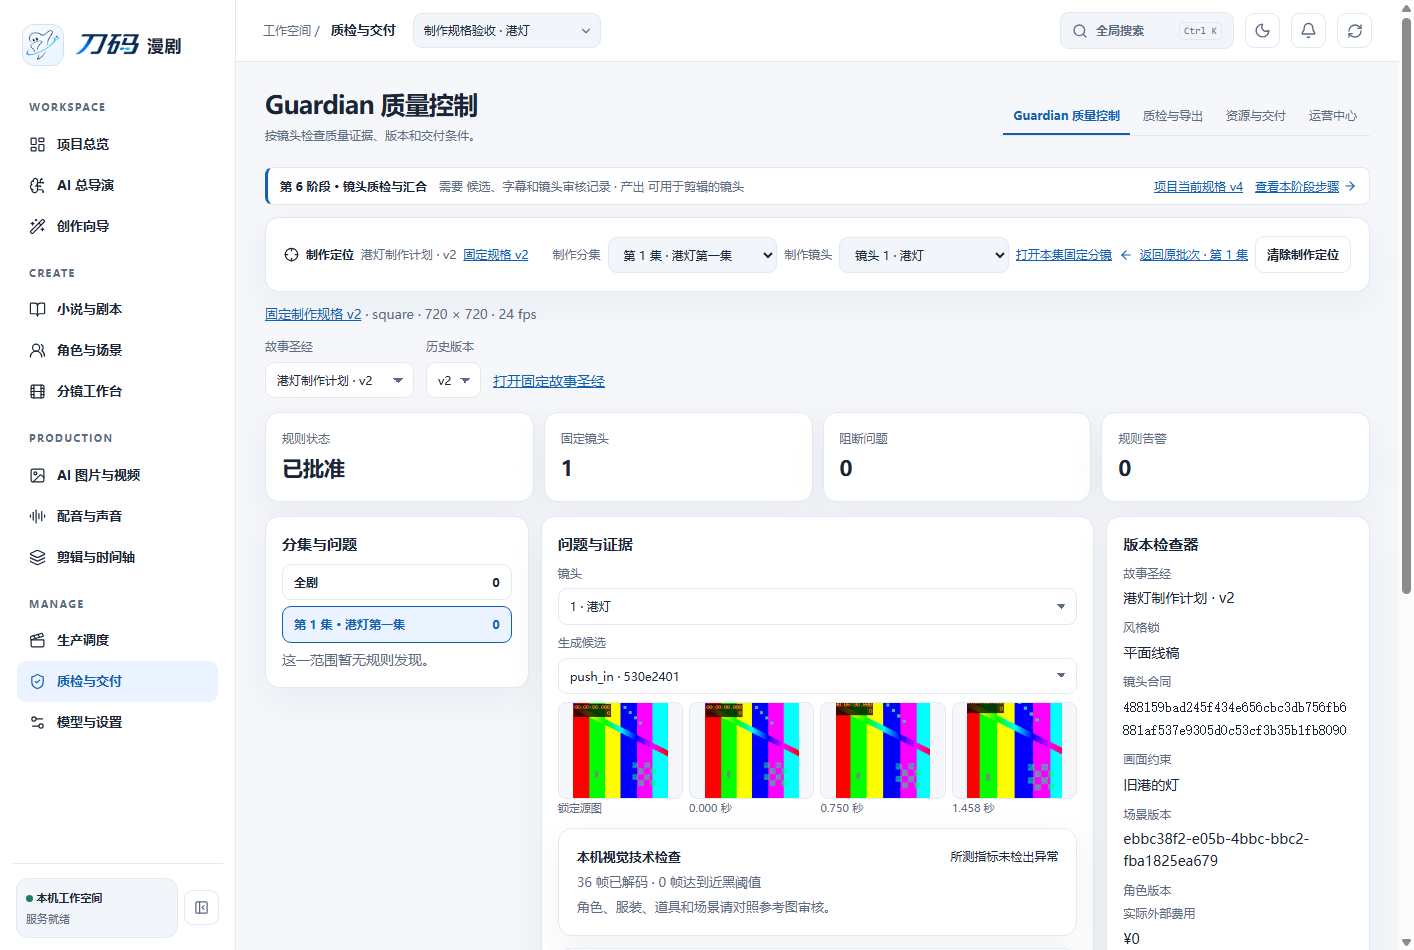 刀码 漫剧
WORKSPACE
项目总览
AI 总导演
创作向导
CREATE
小说与剧本
角色与场景
分镜工作台
PRODUCTION
AI 图片与视频
配音与声音
剪辑与时间轴
MANAGE
生产调度
质检与交付
模型与设置
本机工作空间
服务就绪
工作空间 / 质检与交付 制作规格验收 · 港灯
全局搜索 Ctrl K
Guardian 质量控制
按镜头检查质量证据、版本和交付条件。
Guardian 质量控制 质检与导出 资源与交付 运营中心
第 6 阶段 · 镜头质检与汇合 需要 候选、字幕和镜头审核记录 · 产出 可用于剪辑的镜头 项目当前规格 v4 查看本阶段步骤 →
制作定位 港灯制作计划 · v2 固定规格 v2 制作分集 第 1 集 · 港灯第一集 制作镜头 镜头 1 · 港灯 打开本集固定分镜 ← 返回原批次 · 第 1 集 清除制作定位
固定制作规格 v2 · square · 720 × 720 · 24 fps
故事圣经 历史版本
港灯制作计划 · v2 v2 打开固定故事圣经
规则状态
已批准
固定镜头
1
阻断问题
0
规则告警
0
分集与问题
全剧 0
第 1 集 · 港灯第一集 0
这一范围暂无规则发现。
问题与证据
镜头
1 · 港灯
生成候选
push_in · 530e2401
锁定源图 0.000 秒 0.750 秒 1.458 秒
本机视觉技术检查 所测指标未检出异常
36 帧已解码 · 0 帧达到近黑阈值
角色、服装、道具和场景请对照参考图审核。
版本检查器
故事圣经
港灯制作计划 · v2
风格锁
平面线稿
镜头合同
488159bad245f434e656cbc3db756fb6
881af537e9305d0c53cf3b35b1fb8090
画面约束
旧港的灯
场景版本
ebbc38f2-e05b-4bbc-bbc2-
fba1825ea679
角色版本
实际外部费用
¥0